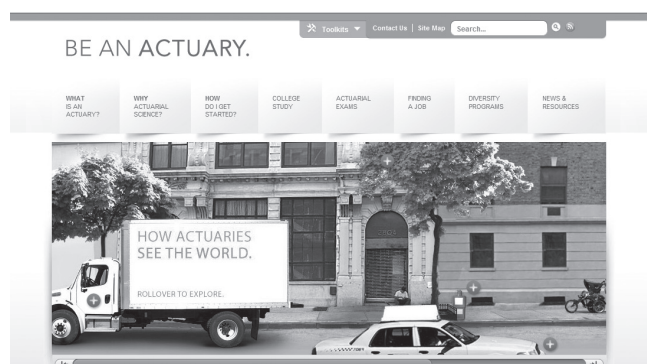 Toolkits
Contact Us | Site Map
Search...
BE AN ACTUARY.
WHAT
IS AN
ACTUARY?
WHY
ACTUARIAL
SCIENCE?
HOW
DO I GET
STARTED?
COLLEGE
STUDY
ACTUARIAL
EXAMS
FINDING
A JOB
DIVERSITY
PROGRAMS
NEWS &
RESOURCES
HOW ACTUARIES
SEE THE WORLD.
ROLLOVER TO EXPLORE.